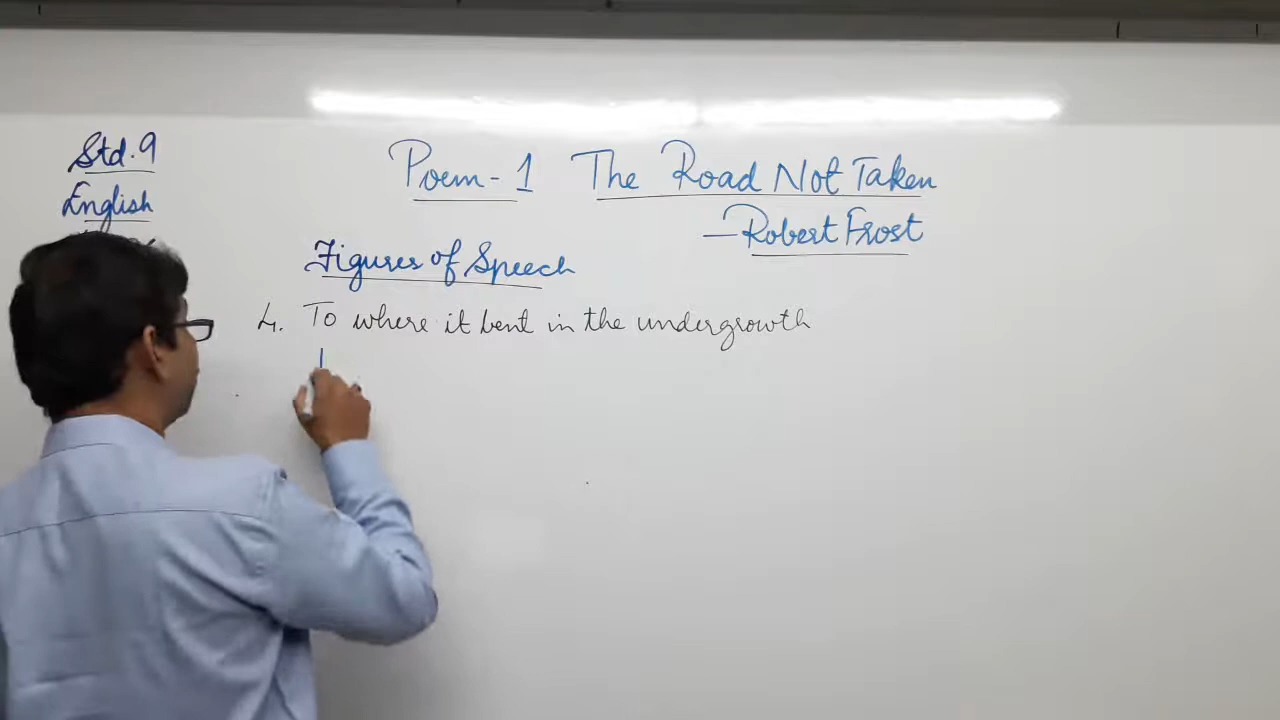 Std. 9
English
Poem - 1 The Road Not Taken
— Robert Frost
Figures of Speech
4. To where it bent in the undergrowth